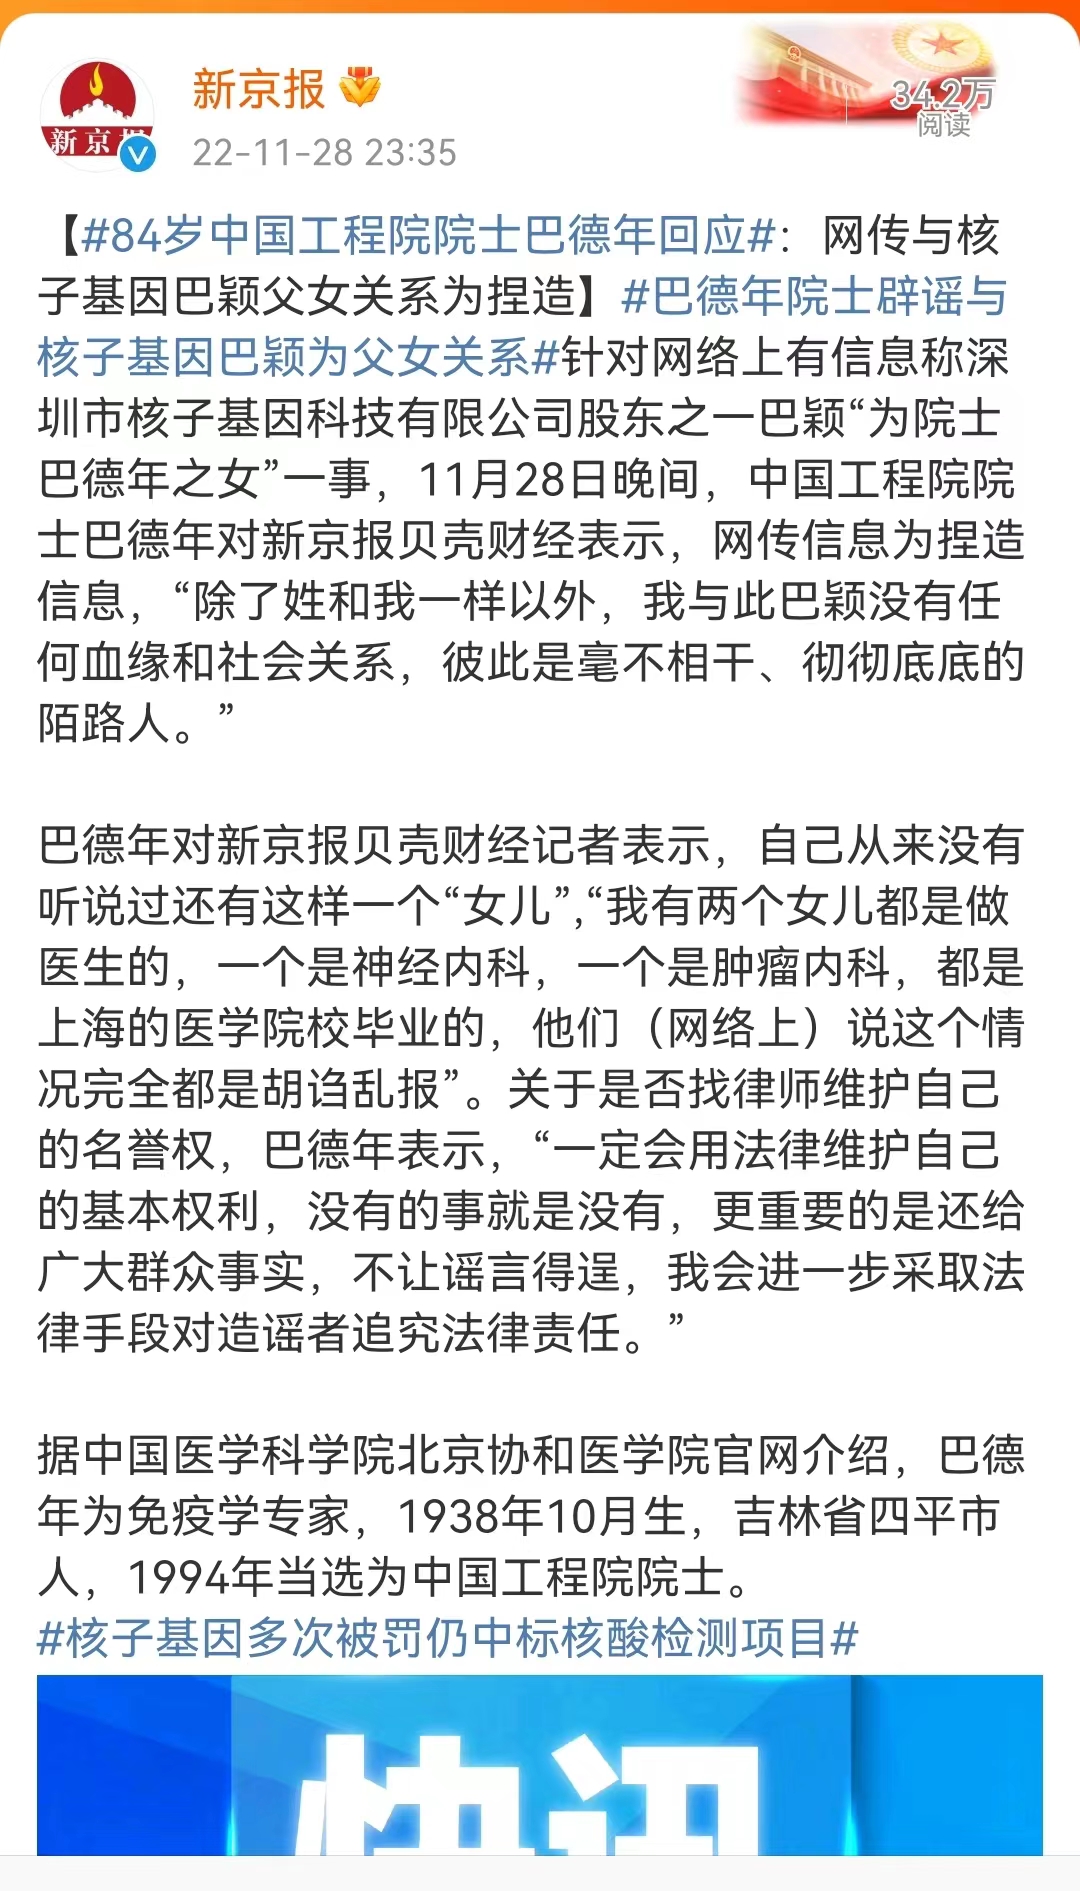 新京报
34.2万
阅读
新京报
22-11-28 23:35
【#84岁中国工程院院士巴德年回应#：网传与核
子基因巴颖父女关系为捏造】#巴德年院士辟谣与
核子基因巴颖为父女关系#针对网络上有信息称深
圳市核子基因科技有限公司股东之一巴颖“为院士
巴德年之女”一事，11月28日晚间，中国工程院院
士巴德年对新京报贝壳财经表示，网传信息为捏造
信息，“除了姓和我一样以外，我与此巴颖没有任
何血缘和社会关系，彼此是毫不相干、彻彻底底的
陌路人。”
巴德年对新京报贝壳财经记者表示，自己从来没有
听说过还有这样一个“女儿”,“我有两个女儿都是做
医生的，一个是神经内科，一个是肿瘤内科，都是
上海的医学院校毕业的，他们（网络上）说这个情
况完全都是胡诌乱报”。关于是否找律师维护自己
的名誉权，巴德年表示，“一定会用法律维护自己
的基本权利，没有的事就是没有，更重要的是还给
广大群众事实，不让谣言得逞，我会进一步采取法
律手段对造谣者追究法律责任。”
据中国医学科学院北京协和医学院官网介绍，巴德
年为免疫学专家，1938年10月生，吉林省四平市
人，1994年当选为中国工程院院士。
#核子基因多次被罚仍中标核酸检测项目#
快讯